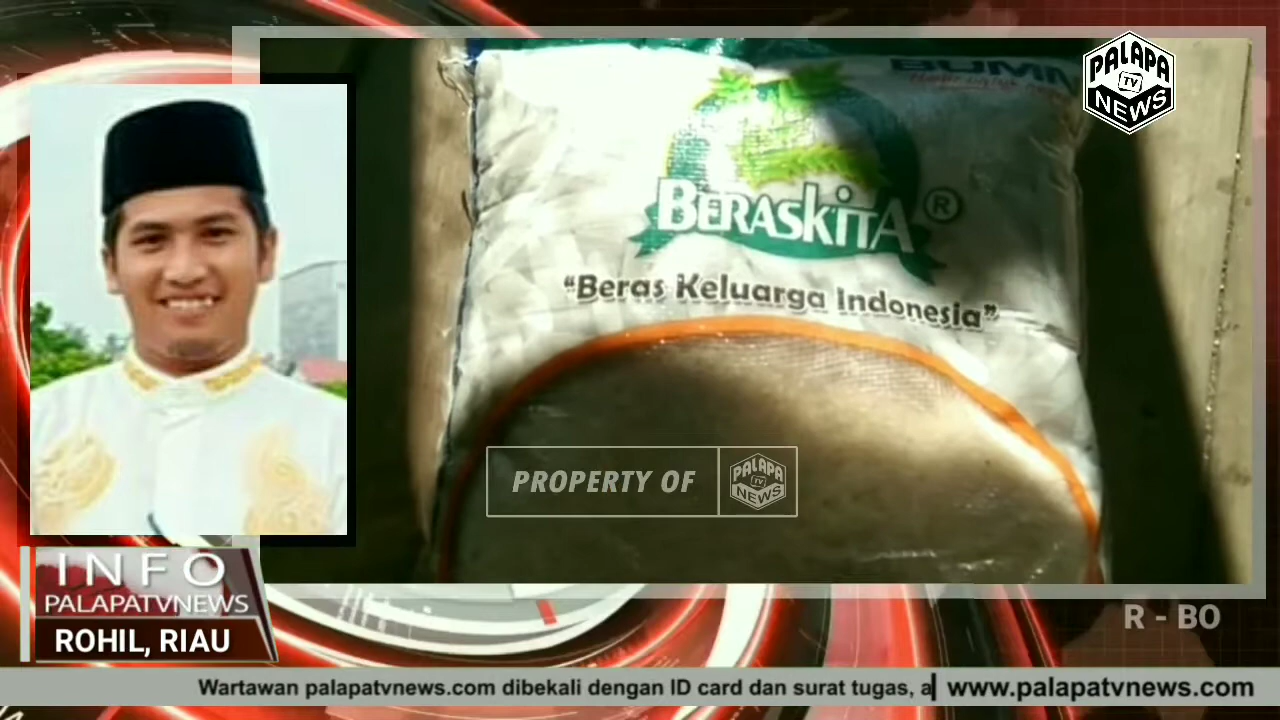 PALAPA
TV
NEWS
BUMN
BERASKITA ®
“Beras Keluarga Indonesia”
PROPERTY OF
PALAPA
TV
NEWS
INFO
PALAPATVNEWS
ROHIL, RIAU
R - BO
Wartawan palapatvnews.com dibekali dengan ID card dan surat tugas, a
www.palapatvnews.com